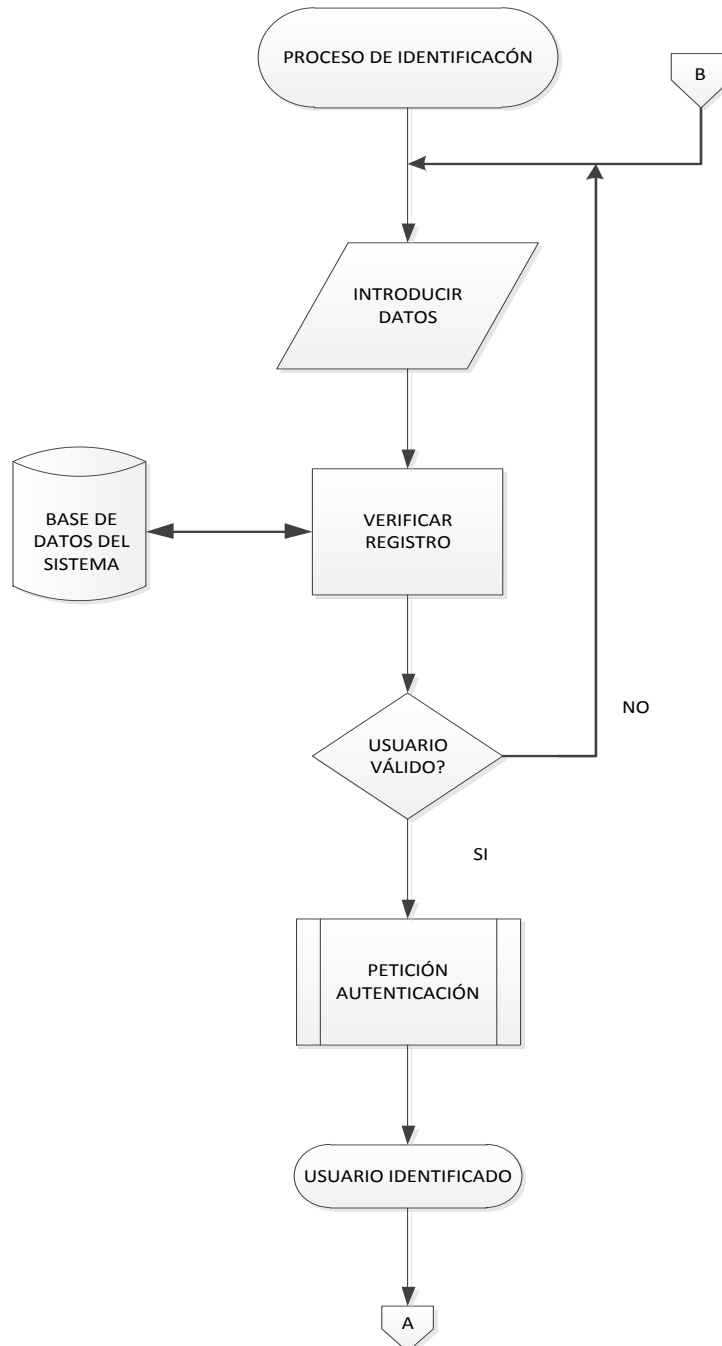 PROCESO DE IDENTIFICACÓN
B
INTRODUCIR
DATOS
BASE DE
DATOS DEL
SISTEMA
VERIFICAR
REGISTRO
USUARIO
VÁLIDO?
NO
SI
PETICIÓN
AUTENTICACIÓN
USUARIO IDENTIFICADO
A